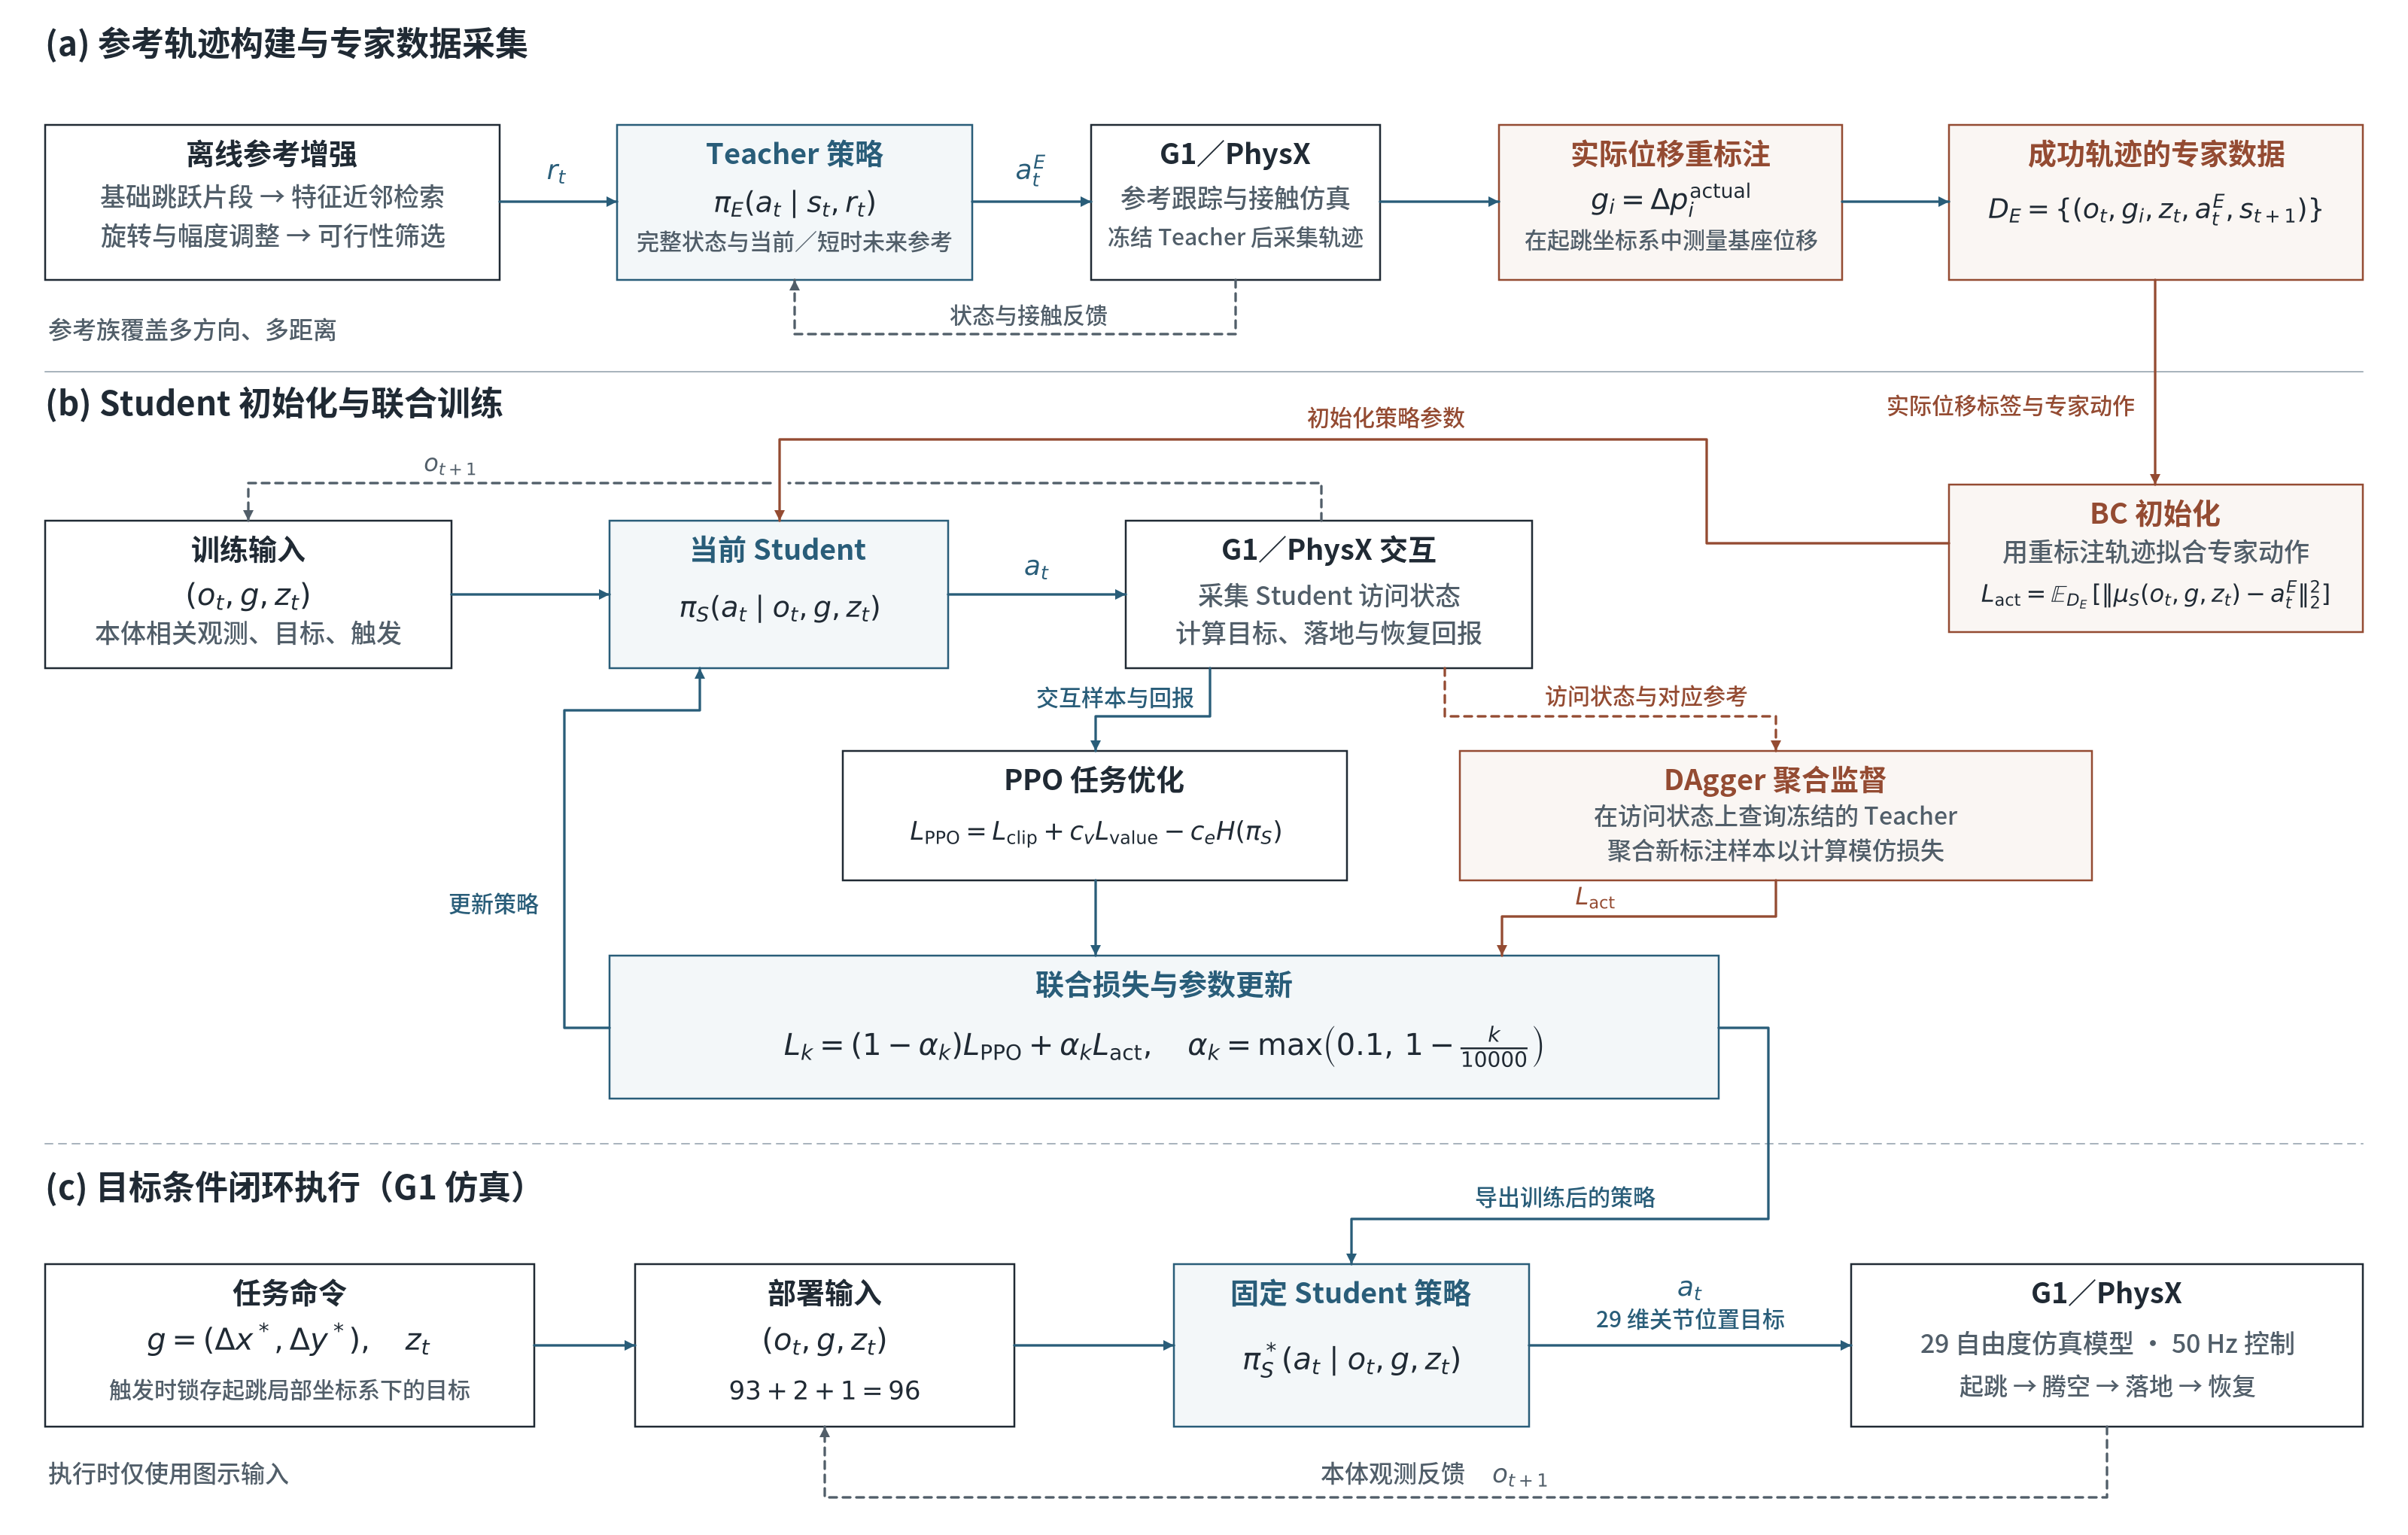 (a) 参考轨迹构建与专家数据采集
离线参考增强
基础跳跃片段 → 特征近邻检索
旋转与幅度调整 → 可行性筛选
r_t
Teacher 策略
π_E(a_t | s_t, r_t)
完整状态与当前／短时未来参考
a_t^E
G1／PhysX
参考跟踪与接触仿真
冻结 Teacher 后采集轨迹
实际位移重标注
g_i = Δp_i^actual
在起跳坐标系中测量基座位移
成功轨迹的专家数据
D_E = {(o_t, g_i, z_t, a_t^E, s_{t+1})}
状态与接触反馈
参考族覆盖多方向、多距离
(b) Student 初始化与联合训练
初始化策略参数
实际位移标签与专家动作
o_{t+1}
训练输入
(o_t, g, z_t)
本体相关观测、目标、触发
当前 Student
π_S(a_t | o_t, g, z_t)
a_t
G1／PhysX 交互
采集 Student 访问状态
计算目标、落地与恢复回报
BC 初始化
用重标注轨迹拟合专家动作
L_act = 𝔼_{D_E} [‖μ_S(o_t, g, z_t) − a_t^E‖_2^2]
交互样本与回报
访问状态与对应参考
PPO 任务优化
L_PPO = L_clip + c_v L_value − c_e H(π_S)
DAgger 聚合监督
在访问状态上查询冻结的 Teacher
聚合新标注样本以计算模仿损失
L_act
更新策略
联合损失与参数更新
L_k = (1 − α_k)L_PPO + α_k L_act, α_k = max(0.1, 1 − k/10000)
(c) 目标条件闭环执行（G1 仿真）
导出训练后的策略
任务命令
g = (Δx*, Δy*), z_t
触发时锁存起跳局部坐标系下的目标
部署输入
(o_t, g, z_t)
93 + 2 + 1 = 96
固定 Student 策略
π_S^*(a_t | o_t, g, z_t)
a_t
29 维关节位置目标
G1／PhysX
29 自由度仿真模型 · 50 Hz 控制
起跳 → 腾空 → 落地 → 恢复
执行时仅使用图示输入
本体观测反馈 o_{t+1}